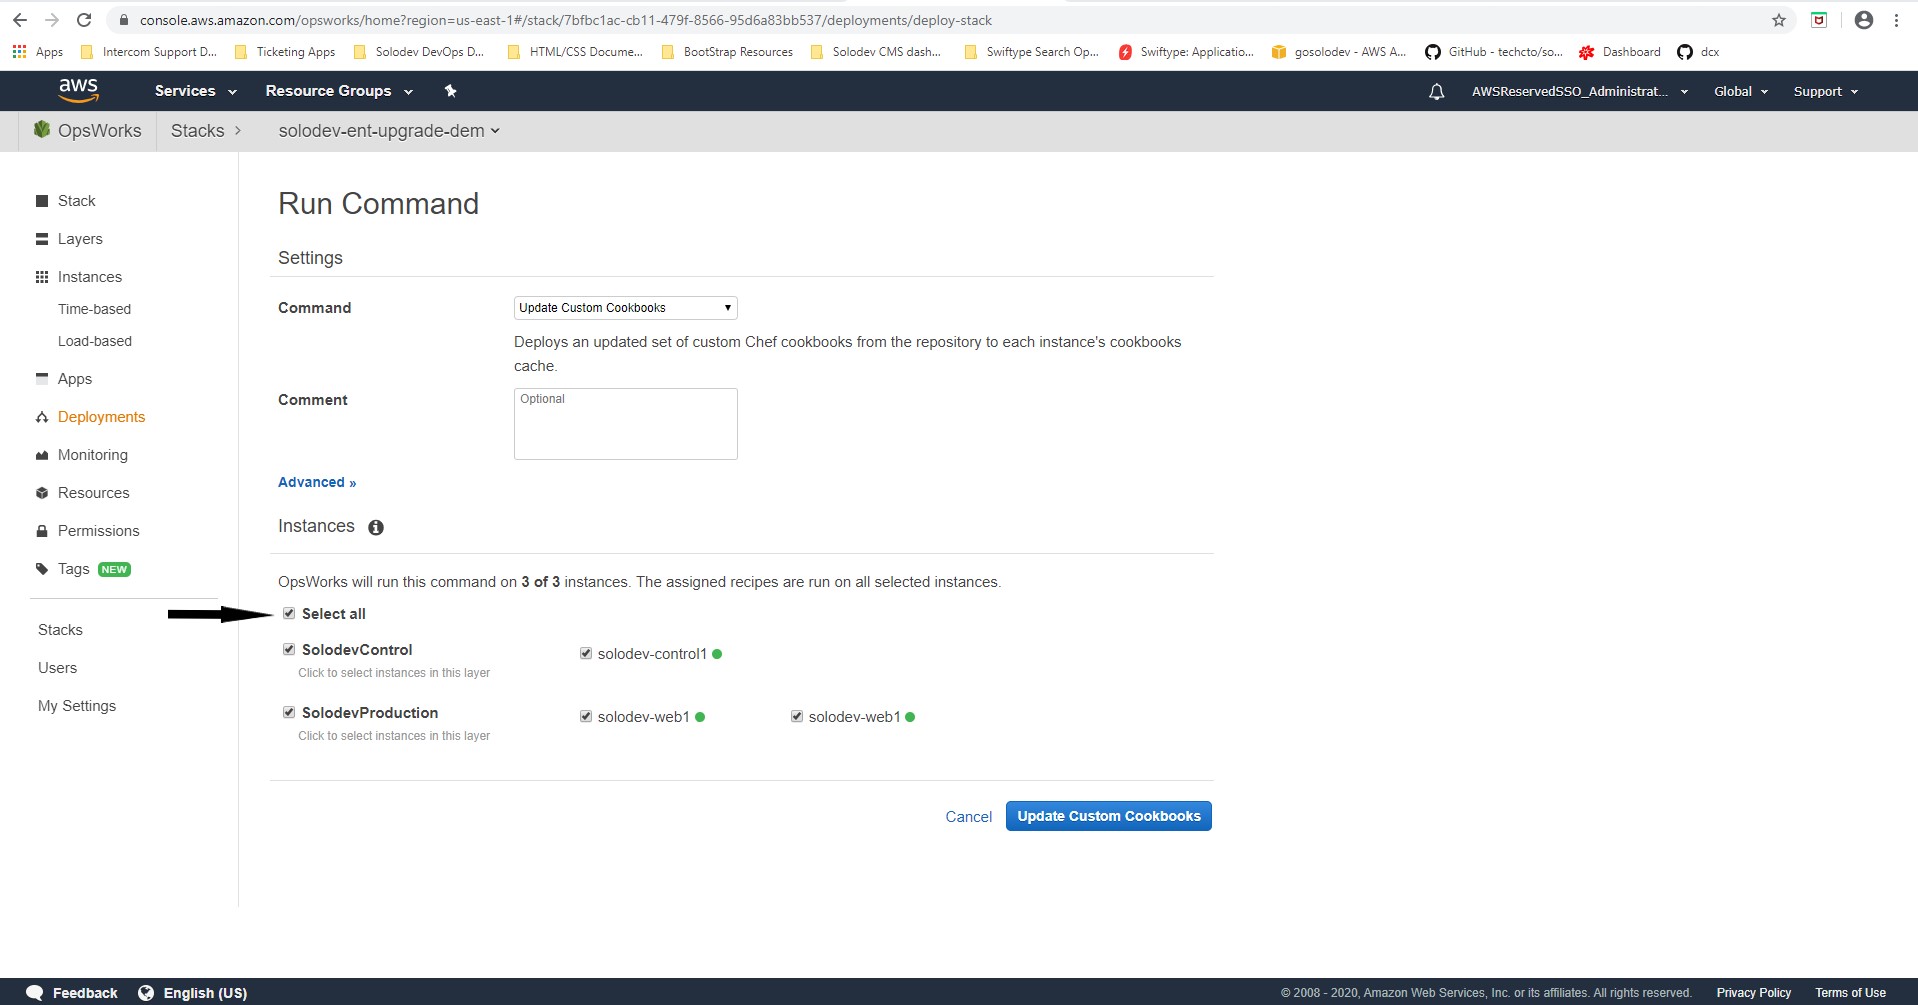 console.aws.amazon.com/opsworks/home?region=us-east-1#/stack/7bfbc1ac-cb11-479f-8566-95d6a83bb537/deployments/deploy-stack
Apps Intercom Support D... Ticketing Apps Solodev DevOps D... HTML/CSS Docume... BootStrap Resources Solodev CMS dash... Swiftype Search Op... Swiftype: Applicatio... gosolodev - AWS A... GitHub - techcto/so... Dashboard dcx
aws Services Resource Groups AWSReservedSSO_Administrat... Global Support
OpsWorks Stacks solodev-ent-upgrade-dem
Stack
Layers
Instances
Time-based
Load-based
Apps
Deployments
Monitoring
Resources
Permissions
Tags NEW
Stacks
Users
My Settings
Run Command
Settings
Command Update Custom Cookbooks
Deploys an updated set of custom Chef cookbooks from the repository to each instance's cookbooks
cache.
Comment Optional
Advanced »
Instances
OpsWorks will run this command on 3 of 3 instances. The assigned recipes are run on all selected instances.
Select all
SolodevControl solodev-control1
Click to select instances in this layer
SolodevProduction solodev-web1 solodev-web1
Click to select instances in this layer
Cancel Update Custom Cookbooks
Feedback English (US) © 2008 - 2020, Amazon Web Services, Inc. or its affiliates. All rights reserved. Privacy Policy Terms of Use